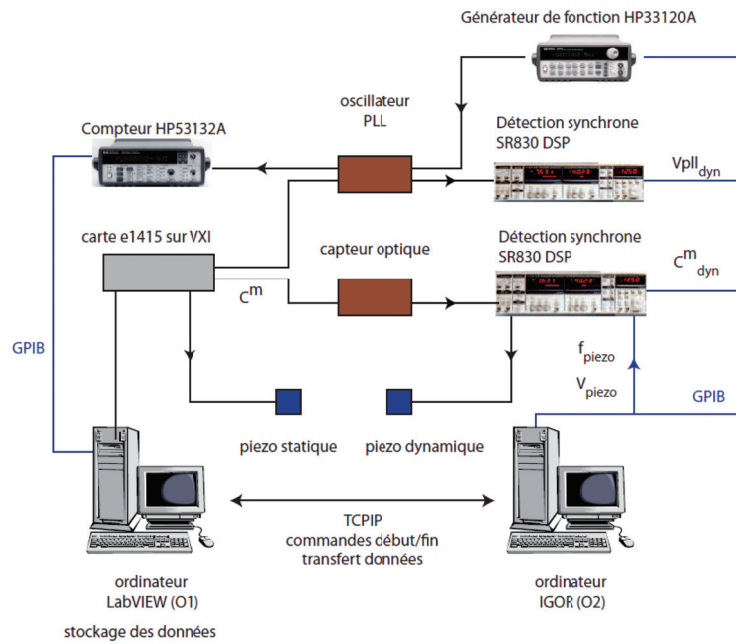 Générateur de fonction HP33120A
oscillateur
PLL
Compteur HP53132A
Détection synchrone
SR830 DSP
Vpll dyn
carte e1415 sur VXI
capteur optique
Détection synchrone
SR830 DSP
C^m
C^m dyn
GPIB
f piezo
V piezo
GPIB
piezo statique
piezo dynamique
TCPIP
commandes début/fin
transfert données
ordinateur
LabVIEW (O1)
ordinateur
IGOR (O2)
stockage des données